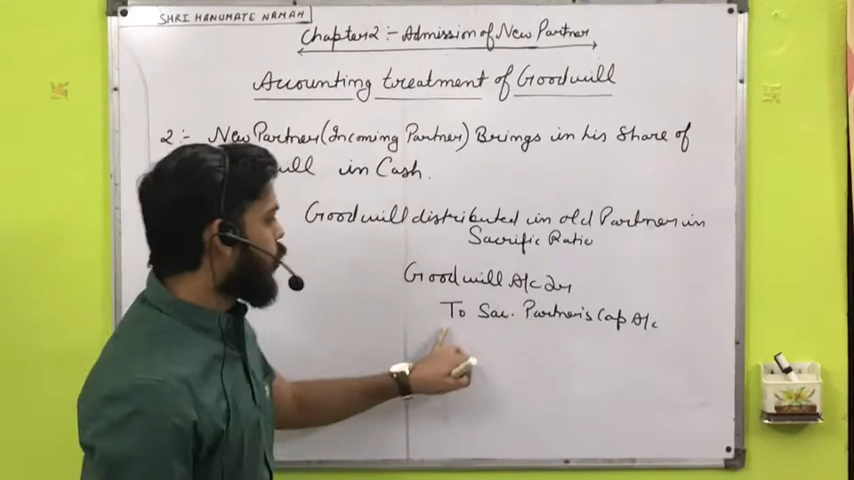 SHRI HANUMATE NAMAH
Chapter 2 :- Admission of New Partner
Accounting treatment of Goodwill
2 :- New Partner (Incoming Partner) Brings in his Share of
ill in Cash.
Goodwill distributed in old Partner in
Sacrific Ratio
Goodwill A/c Dr
To Sac. Partner's Cap A/c